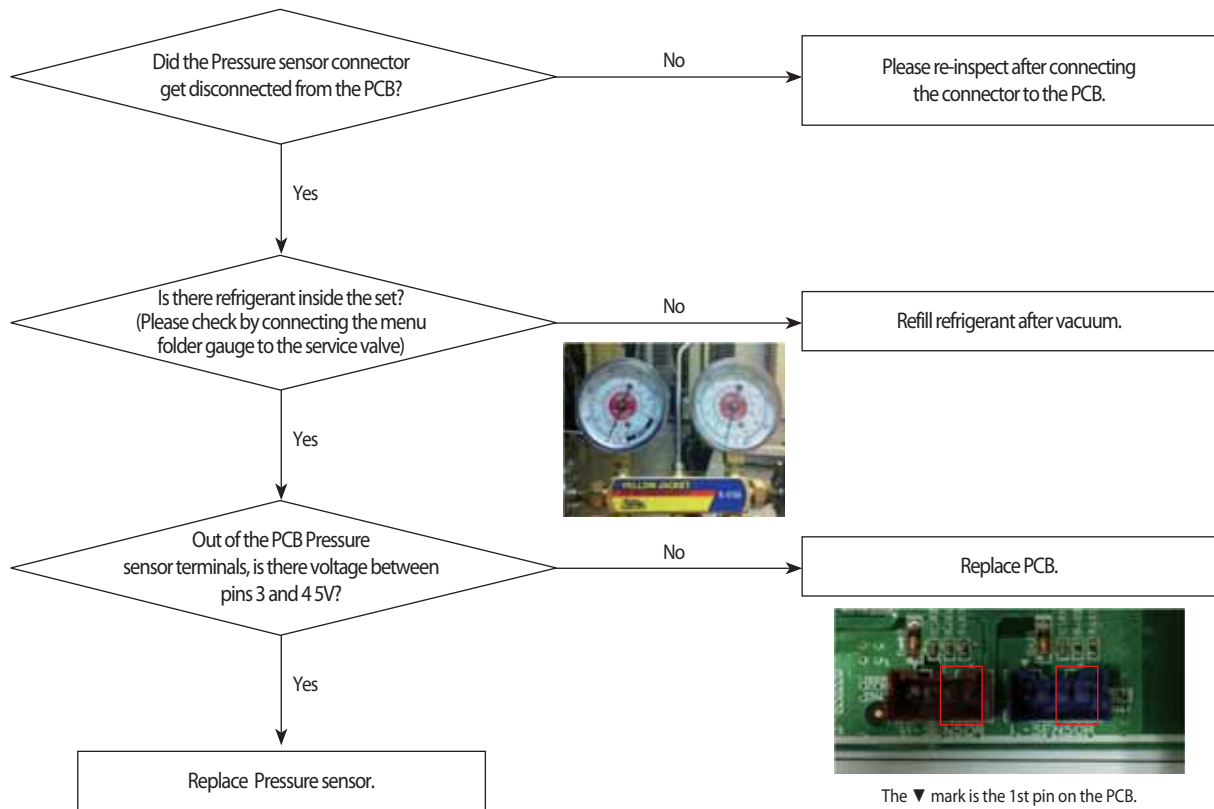 Did the Pressure sensor connector
get disconnected from the PCB?
No
Please re-inspect after connecting
the connector to the PCB.
Yes
Is there refrigerant inside the set?
(Please check by connecting the menu
folder gauge to the service valve)
No
Refill refrigerant after vacuum.
Yes
Out of the PCB Pressure
sensor terminals, is there voltage between
pins 3 and 4 5V?
No
Replace PCB.
Yes
Replace Pressure sensor.
The ▼ mark is the 1st pin on the PCB.